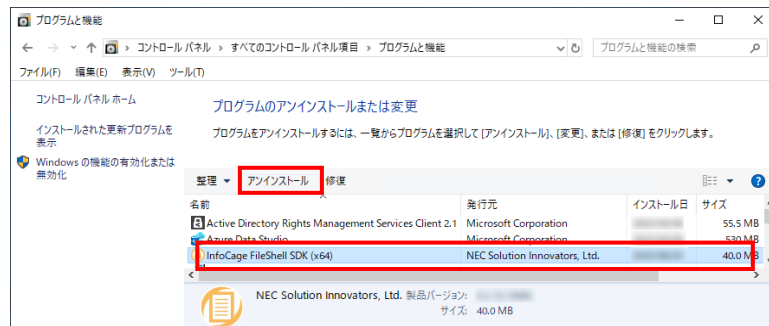 プログラムと機能
コントロール パネル > すべてのコントロール パネル項目 > プログラムと機能
プログラムと機能の検索
ファイル(F) 編集(E) 表示(V) ツール(T)
コントロール パネル ホーム
インストールされた更新プログラムを
表示
Windows の機能の有効化または
無効化
プログラムのアンインストールまたは変更
プログラムをアンインストールするには、一覧からプログラムを選択して [アンインストール]、[変更]、または [修復] をクリックします。
整理 アンインストール 修復
名前 発行元 インストール日 サイズ
Active Directory Rights Management Services Client 2.1 Microsoft Corporation 55.5 MB
Azure Data Studio Microsoft Corporation 530 MB
InfoCage FileShell SDK (x64) NEC Solution Innovators, Ltd. 40.0 MB
NEC Solution Innovators, Ltd. 製品バージョン:
サイズ: 40.0 MB